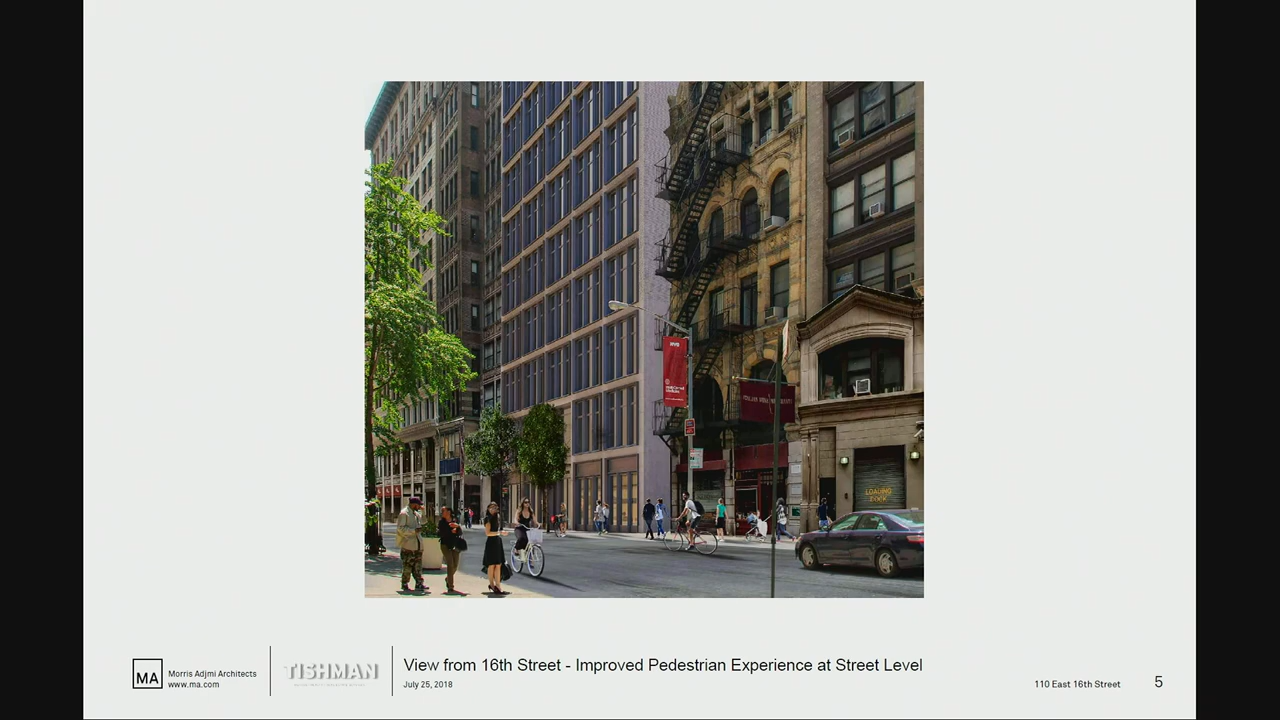 NYC
LOADING
DOCK
MA
Morris Adjmi Architects
www.ma.com
TISHMAN
View from 16th Street - Improved Pedestrian Experience at Street Level
July 25, 2018
110 East 16th Street
5